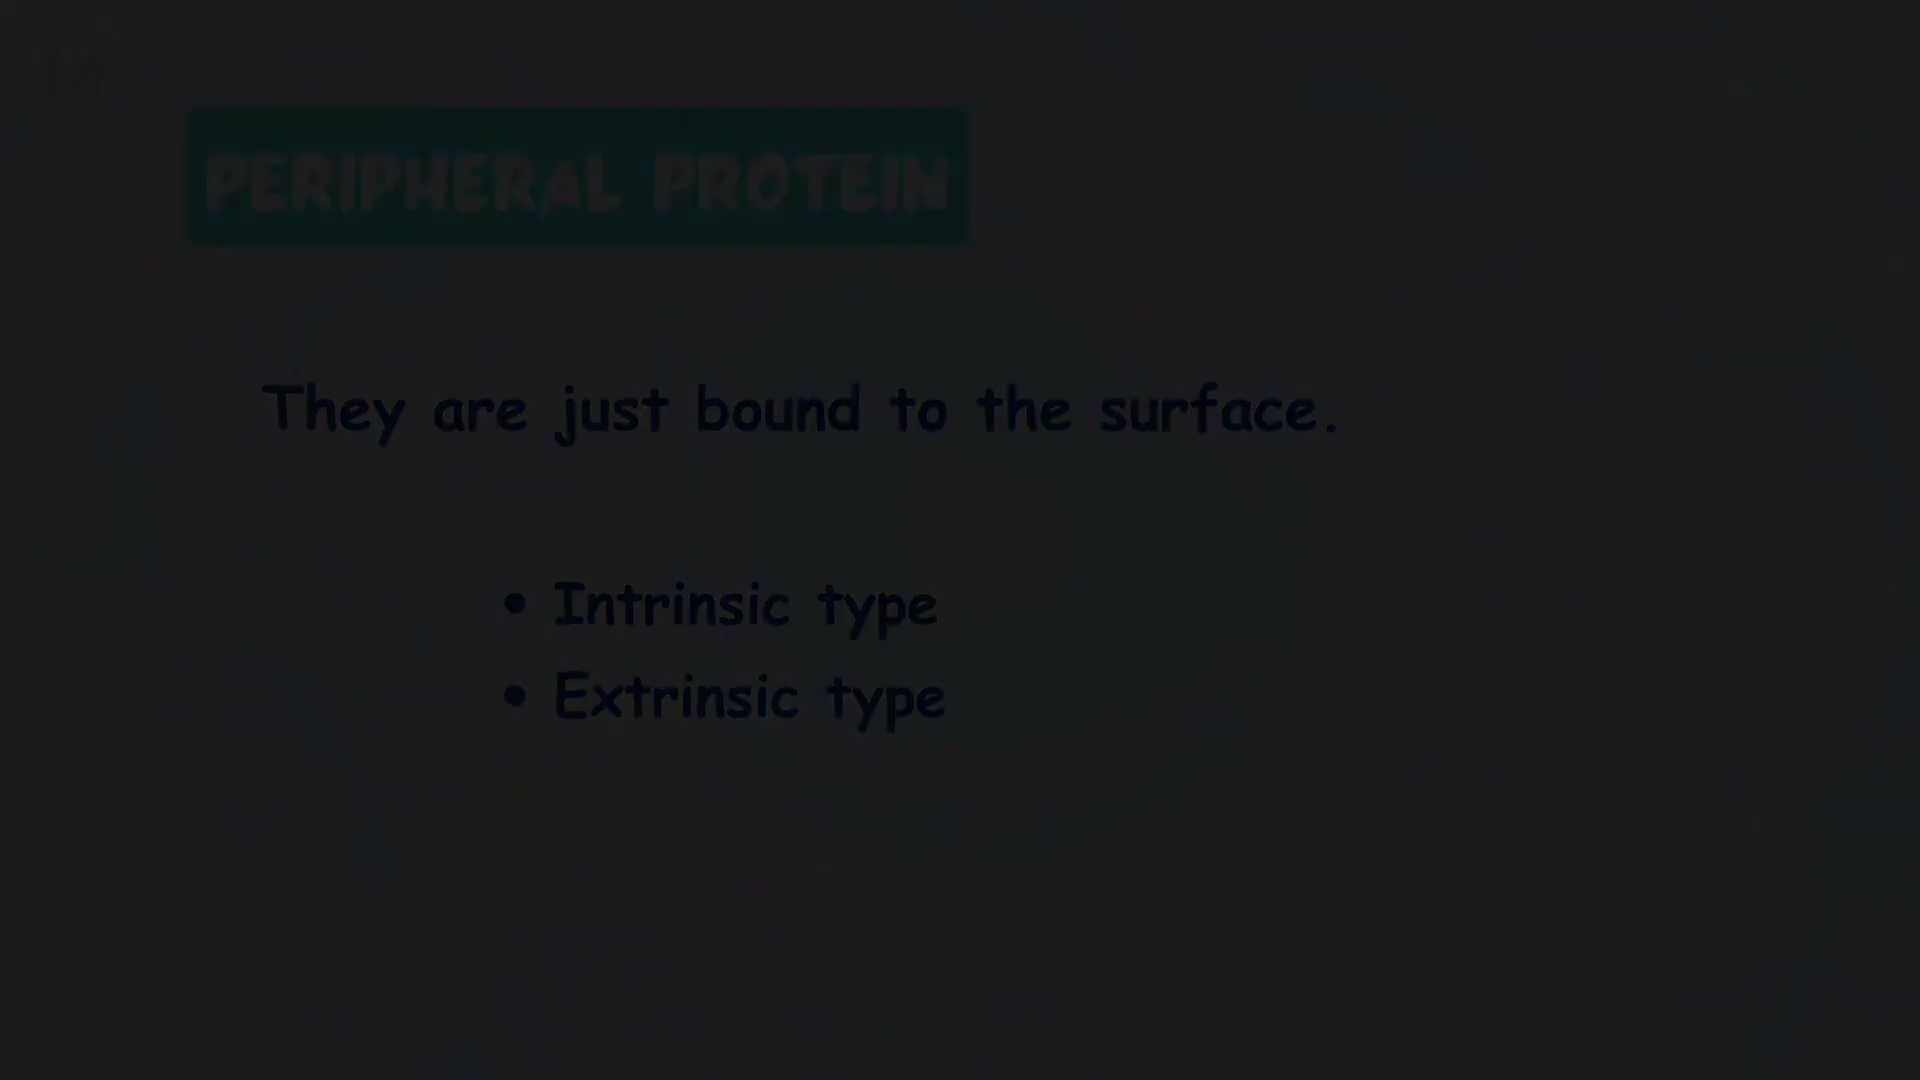 PERIPHERAL PROTEIN
They are just bound to the surface.
• Intrinsic type
• Extrinsic type